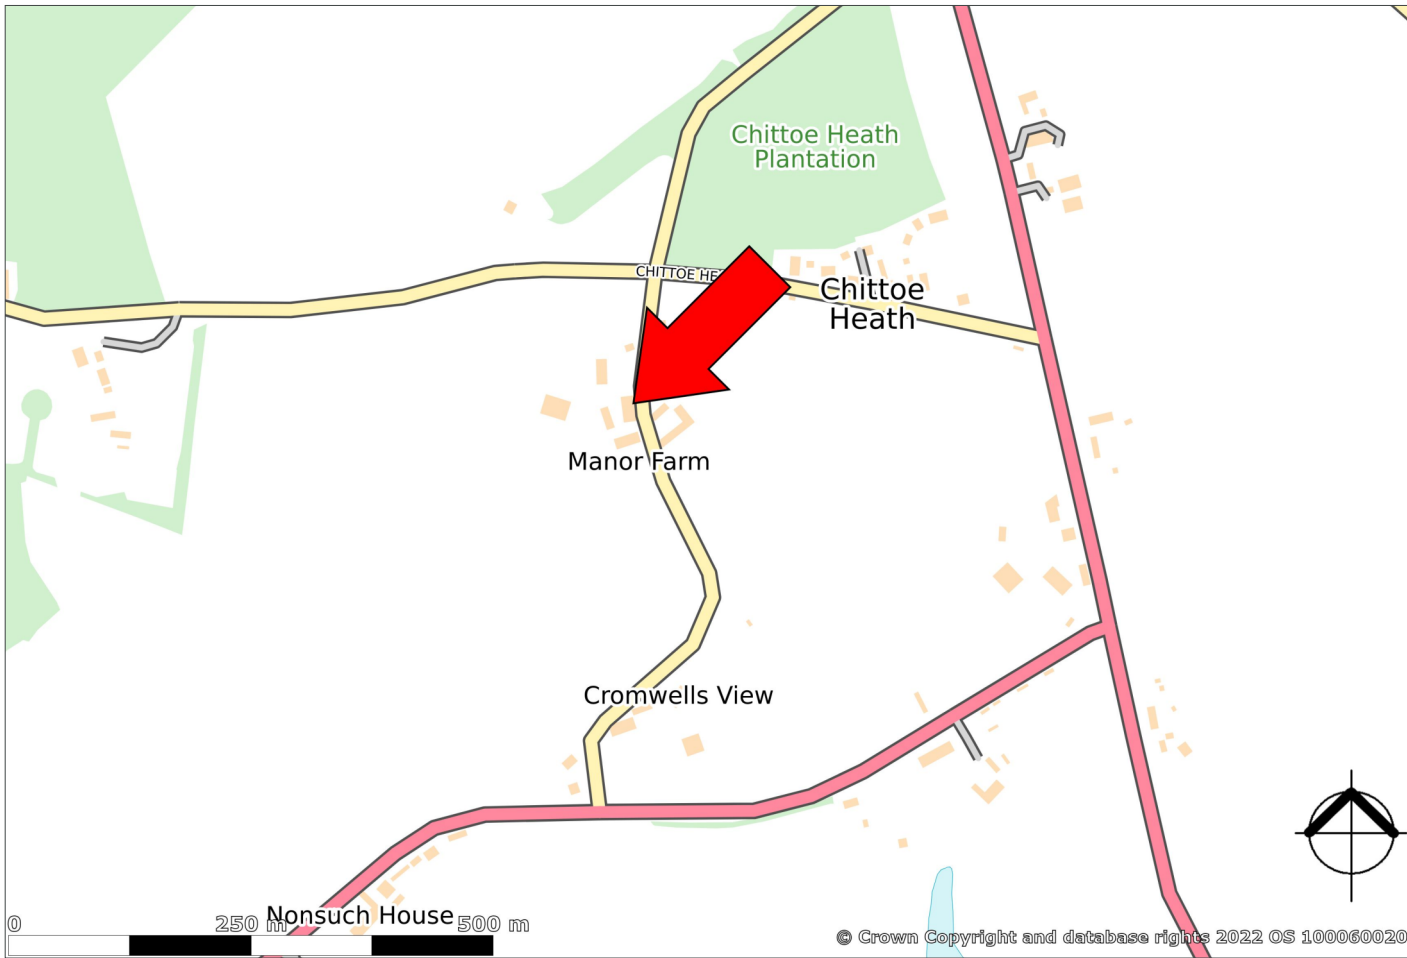 Chittoe Heath
Plantation
CHITTOE HE
Chittoe
Heath
Manor Farm
Cromwells View
Nonsuch House
0 250 m 500 m
© Crown Copyright and database rights 2022 OS 100060020